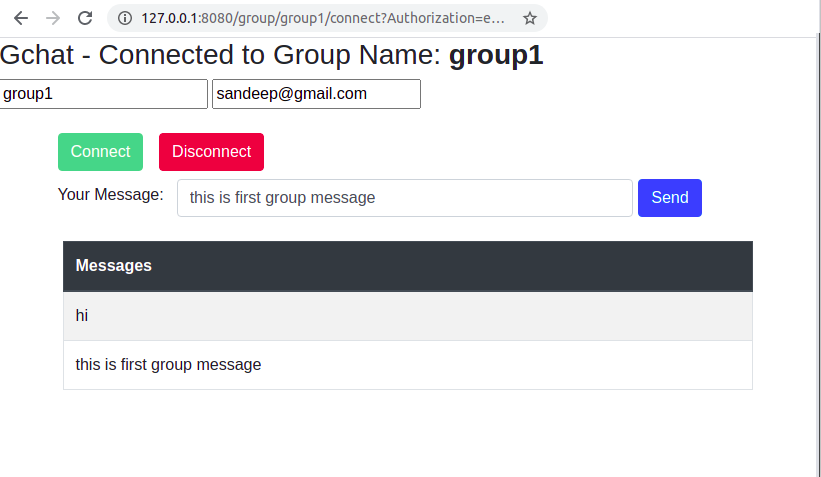 127.0.0.1:8080/group/group1/connect?Authorization=e...
Gchat - Connected to Group Name: group1
group1 sandeep@gmail.com
Connect Disconnect
Your Message: this is first group message Send
Messages
hi
this is first group message